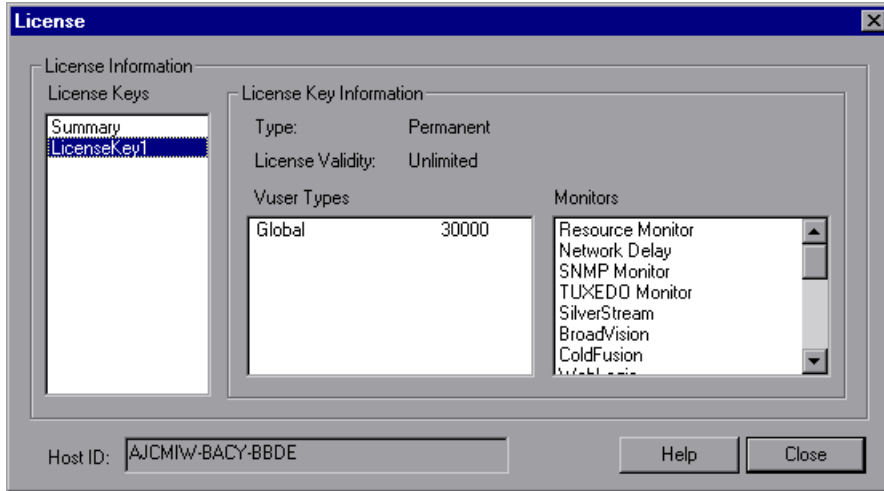 License
License Information
License Keys
Summary
LicenseKey1
License Key Information
Type: Permanent
License Validity: Unlimited
Vuser Types
Global 30000
Monitors
Resource Monitor
Network Delay
SNMP Monitor
TUXEDO Monitor
SilverStream
BroadVision
ColdFusion
Host ID: AJCMIW-BACY-BBDE
Help
Close